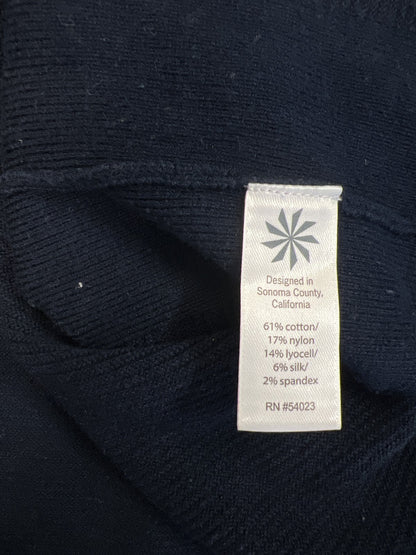 Designed in
Sonoma County,
California
61% cotton/
17% nylon
14% lyocell/
6% silk/
2% spandex
RN #54023